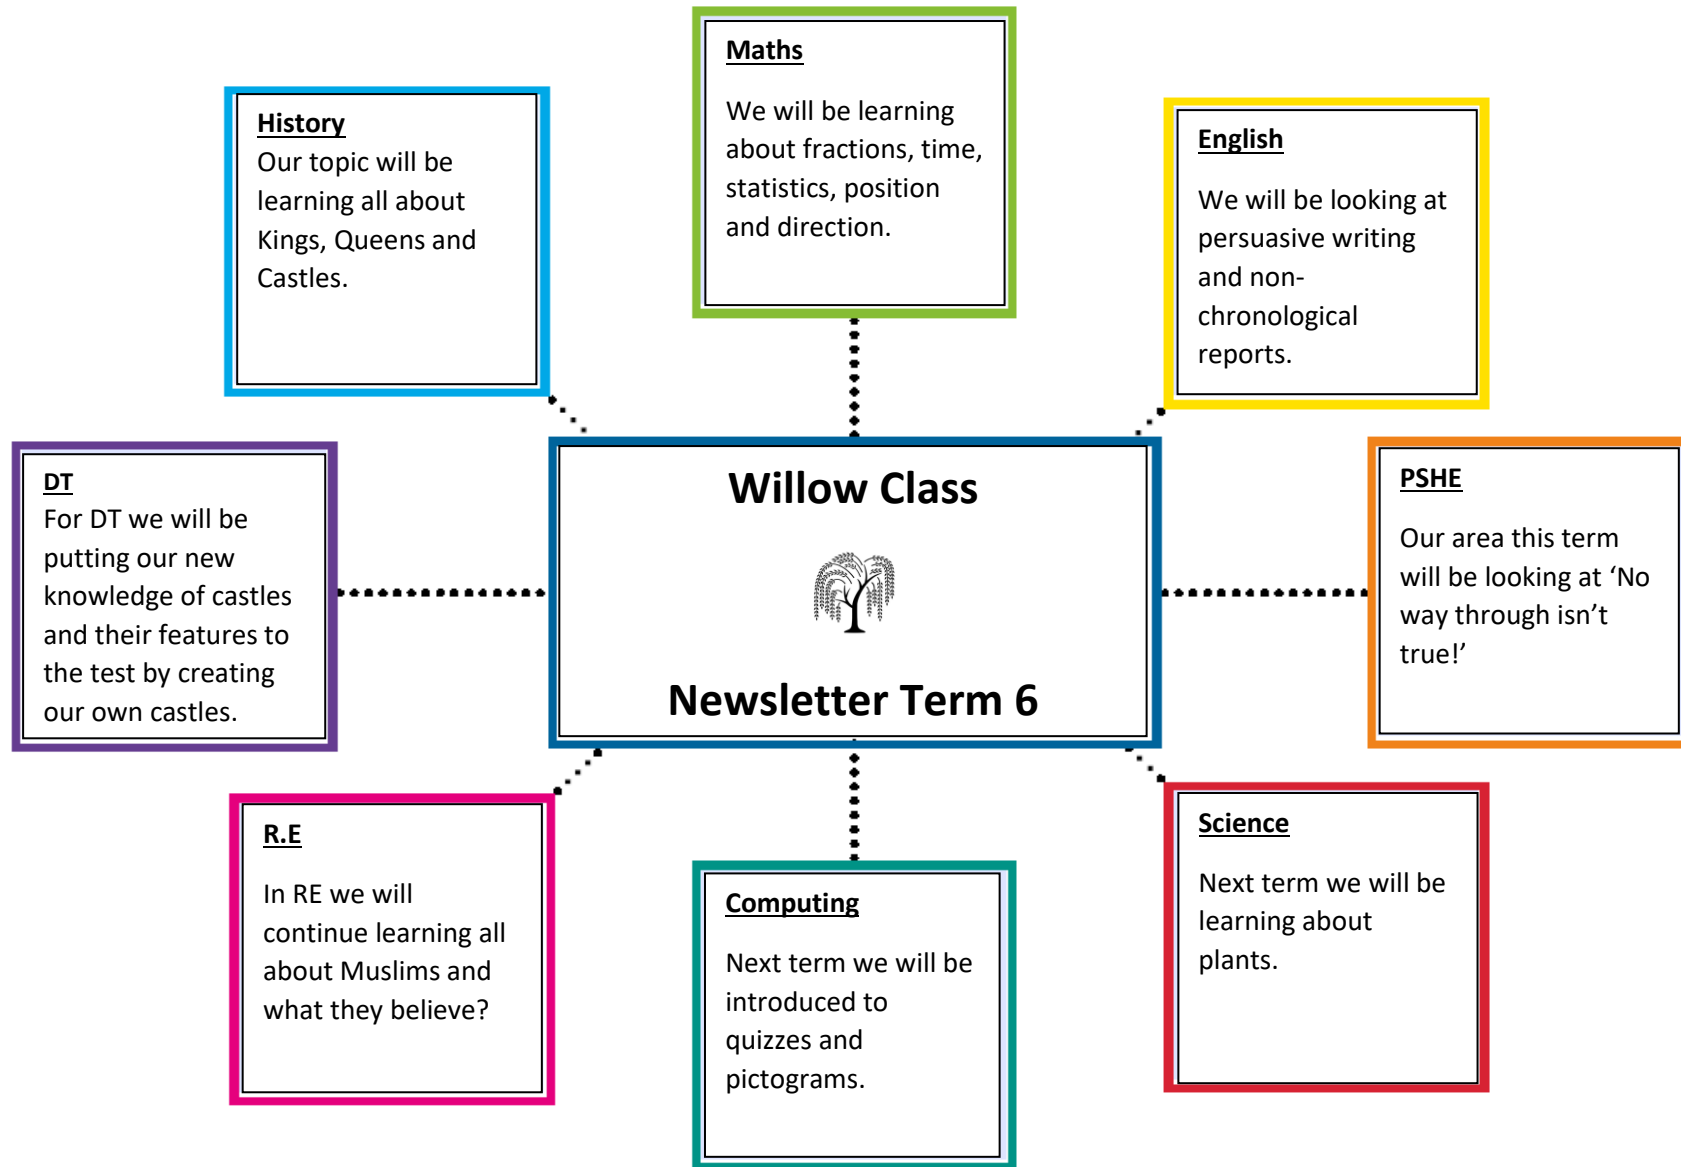 Maths
We will be learning
about fractions, time,
statistics, position
and direction.
History
Our topic will be
learning all about
Kings, Queens and
Castles.
English
We will be looking at
persuasive writing
and non-
chronological
reports.
DT
For DT we will be
putting our new
knowledge of castles
and their features to
the test by creating
our own castles.
Willow Class
Newsletter Term 6
PSHE
Our area this term
will be looking at ‘No
way through isn’t
true!’
R.E
In RE we will
continue learning all
about Muslims and
what they believe?
Computing
Next term we will be
introduced to
quizzes and
pictograms.
Science
Next term we will be
learning about
plants.